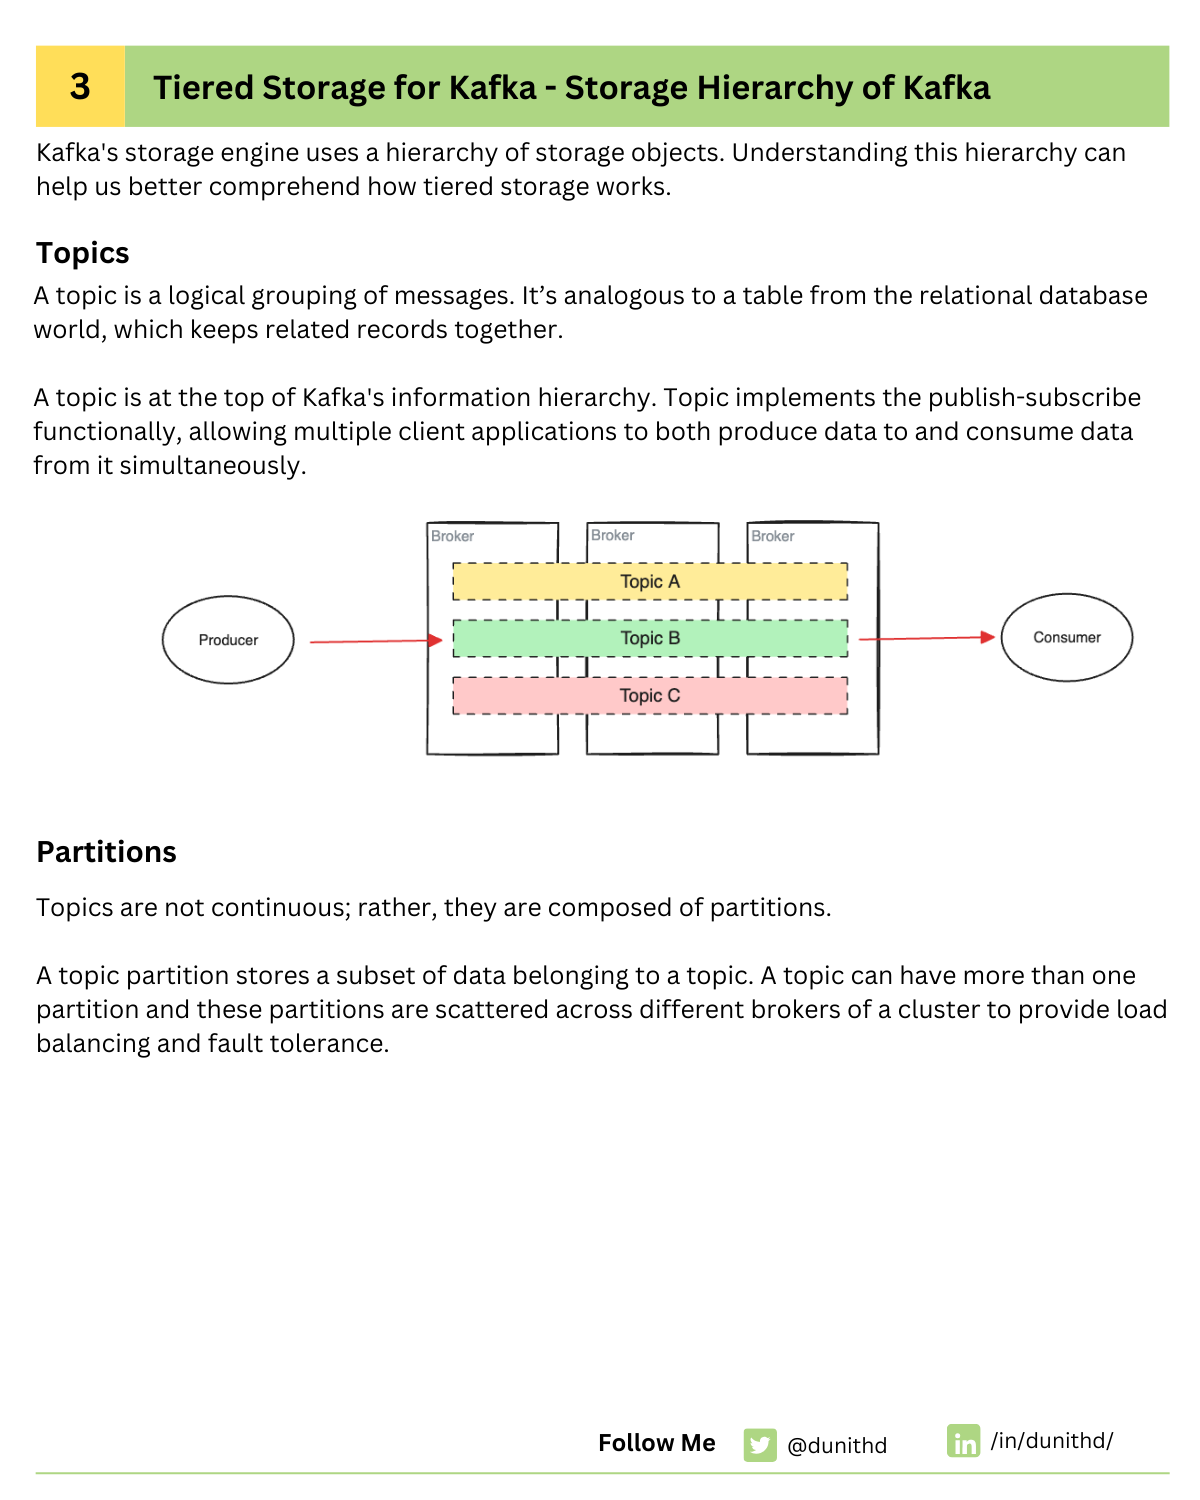 3
Tiered Storage for Kafka - Storage Hierarchy of Kafka
Kafka's storage engine uses a hierarchy of storage objects. Understanding this hierarchy can
help us better comprehend how tiered storage works.
Topics
A topic is a logical grouping of messages. It’s analogous to a table from the relational database
world, which keeps related records together.
A topic is at the top of Kafka's information hierarchy. Topic implements the publish-subscribe
functionally, allowing multiple client applications to both produce data to and consume data
from it simultaneously.
Broker
Broker
Broker
Topic A
Producer
Topic B
Consumer
Topic C
Partitions
Topics are not continuous; rather, they are composed of partitions.
A topic partition stores a subset of data belonging to a topic. A topic can have more than one
partition and these partitions are scattered across different brokers of a cluster to provide load
balancing and fault tolerance.
Follow Me
@dunithd
in
/in/dunithd/